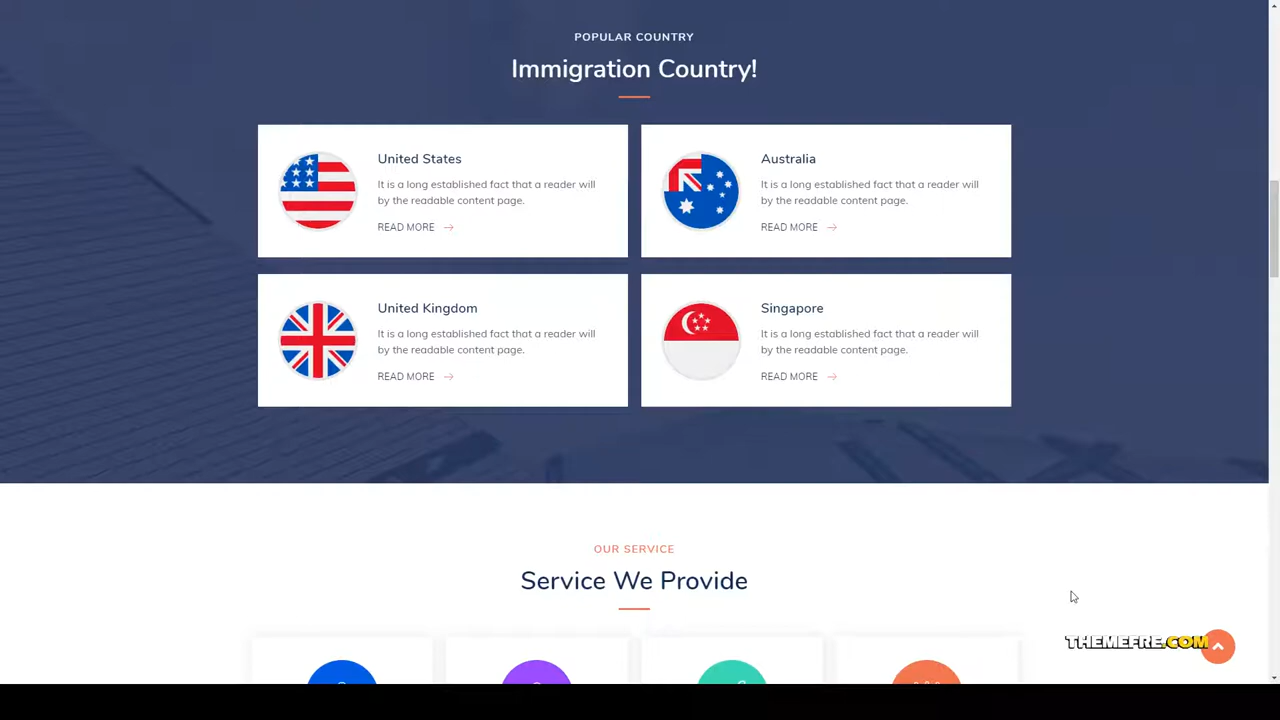 POPULAR COUNTRY
Immigration Country!
United States
It is a long established fact that a reader will
by the readable content page.
READ MORE
Australia
It is a long established fact that a reader will
by the readable content page.
READ MORE
United Kingdom
It is a long established fact that a reader will
by the readable content page.
READ MORE
Singapore
It is a long established fact that a reader will
by the readable content page.
READ MORE
OUR SERVICE
Service We Provide
THEMEFRE.COM